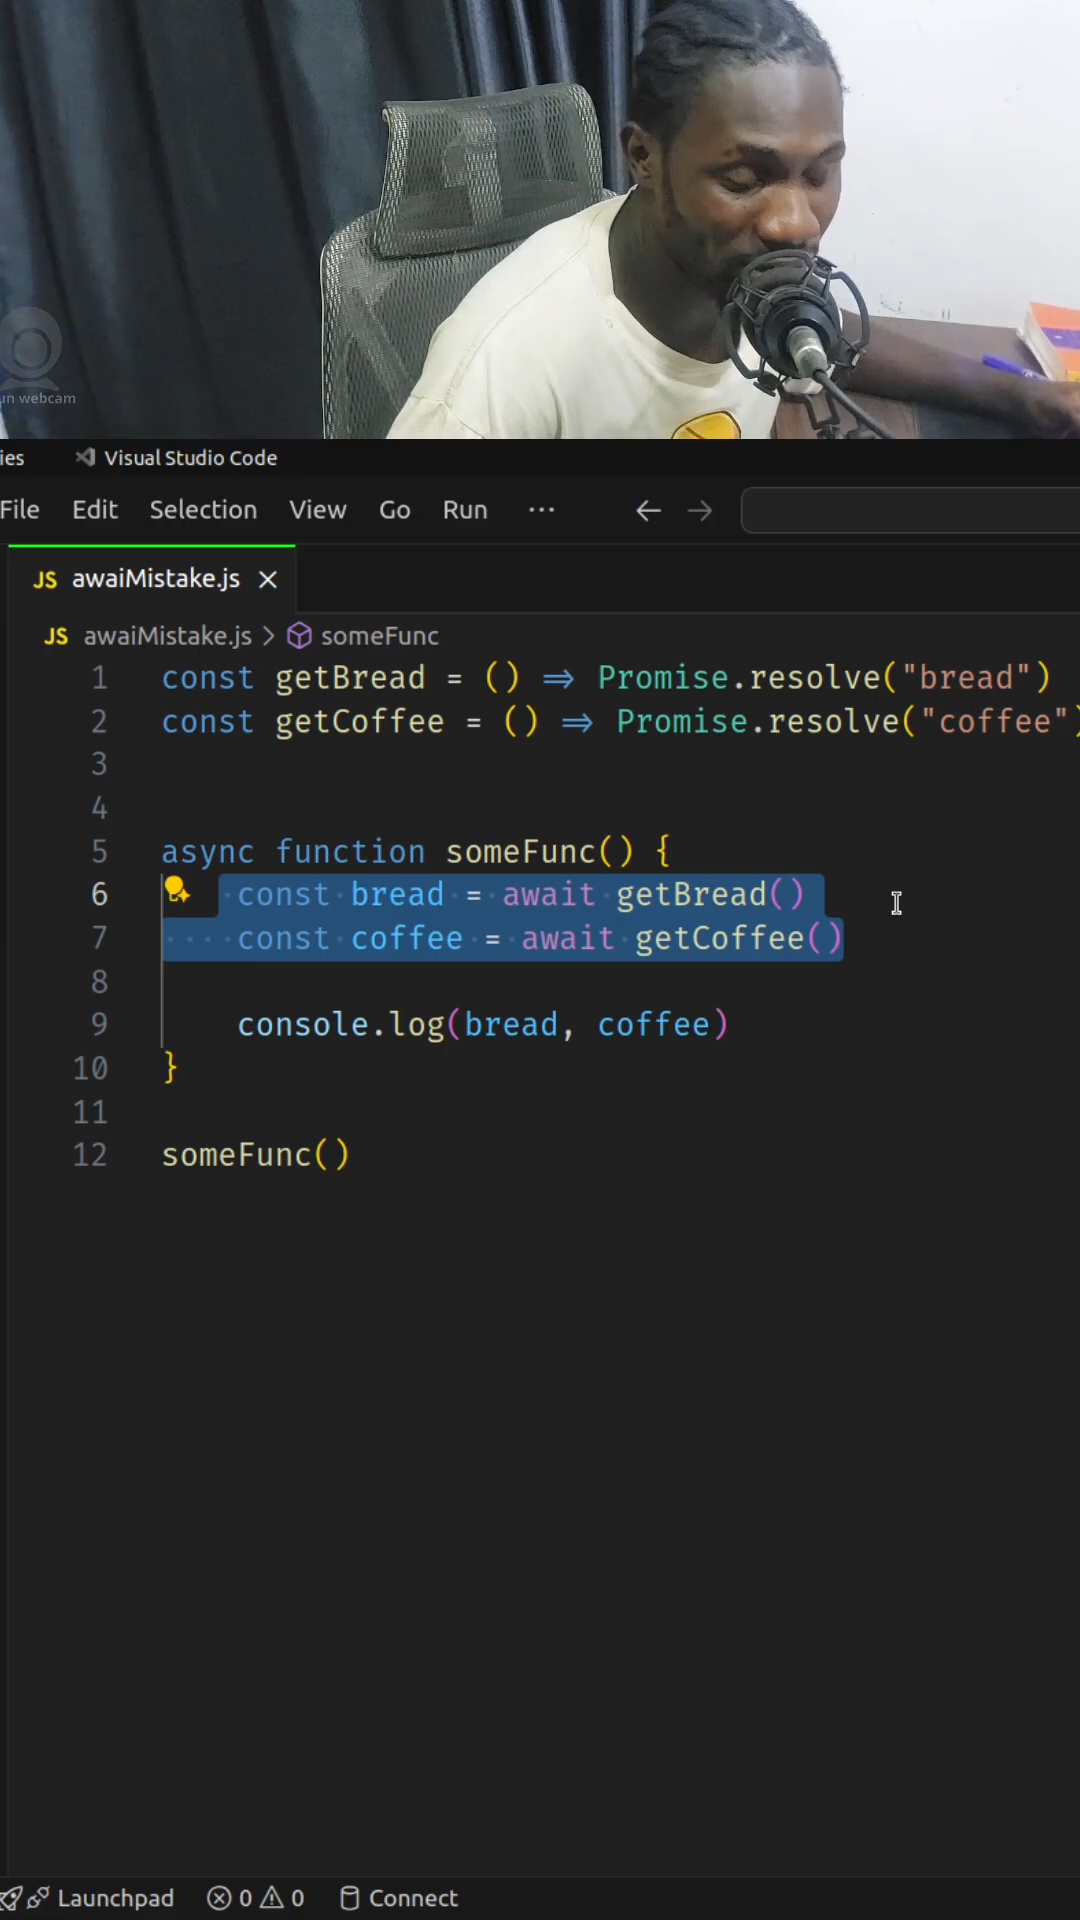 un webcam
ies Visual Studio Code
File Edit Selection View Go Run ···
JS awaiMistake.js ×
JS awaiMistake.js > someFunc
1 const getBread = () => Promise.resolve("bread")
2 const getCoffee = () => Promise.resolve("coffee")
3
4
5 async function someFunc() {
6 const bread = await getBread()
7 ····const coffee = await getCoffee()
8
9 console.log(bread, coffee)
10 }
11
12 someFunc()
Launchpad 0 0 Connect